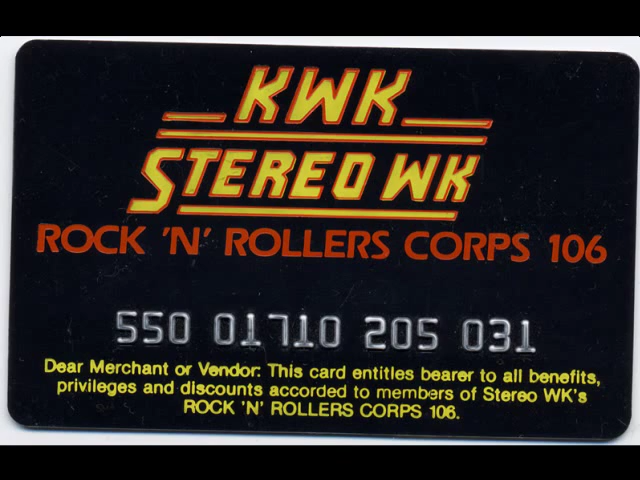 KWK
STEREO WK
ROCK 'N' ROLLERS CORPS 106
550 01710 205 031
Dear Merchant or Vendor: This card entitles bearer to all benefits,
privileges and discounts accorded to members of Stereo WK's
ROCK 'N' ROLLERS CORPS 106.